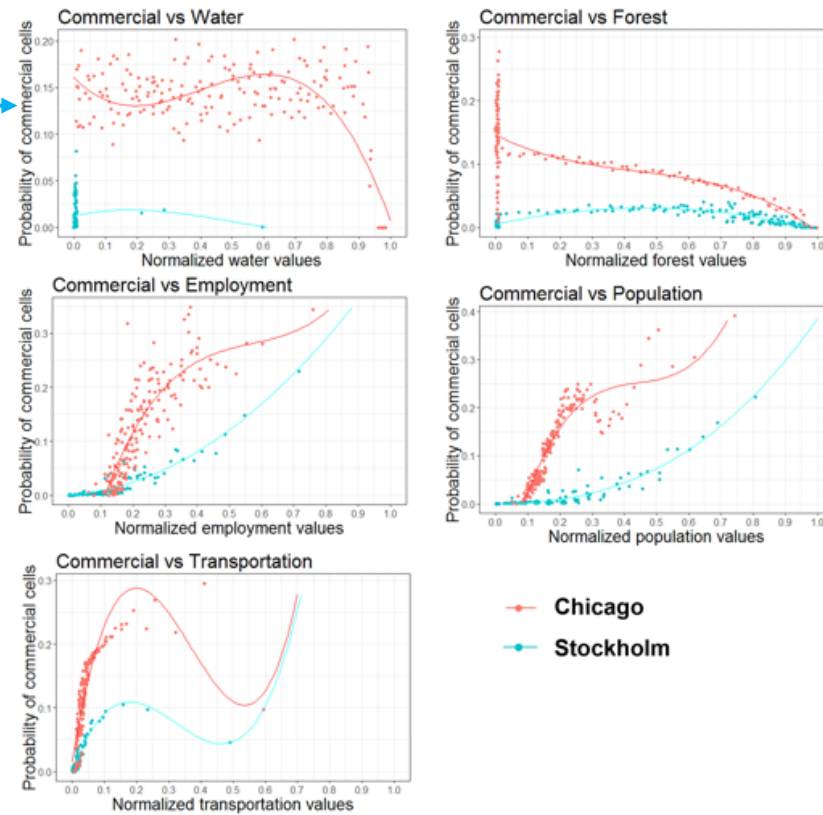 Commercial vs Water
Probability of commercial cells
0.20
0.15
0.10
0.05
0.00
0.0 0.1 0.2 0.3 0.4 0.5 0.6 0.7 0.8 0.9 1.0
Normalized water values
Commercial vs Forest
Probability of commercial cells
0.3
0.2
0.1
0.0
0.0 0.1 0.2 0.3 0.4 0.5 0.6 0.7 0.8 0.9 1.0
Normalized forest values
Commercial vs Employment
Probability of commercial cells
0.3
0.2
0.1
0.0
0.0 0.1 0.2 0.3 0.4 0.5 0.6 0.7 0.8 0.9 1.0
Normalized employment values
Commercial vs Population
Probability of commercial cells
0.4
0.3
0.2
0.1
0.0
0.0 0.1 0.2 0.3 0.4 0.5 0.6 0.7 0.8 0.9 1.0
Normalized population values
Commercial vs Transportation
Probability of commercial cells
0.3
0.2
0.1
0.0
0.0 0.1 0.2 0.3 0.4 0.5 0.6 0.7 0.8 0.9 1.0
Normalized transportation values
Chicago
Stockholm